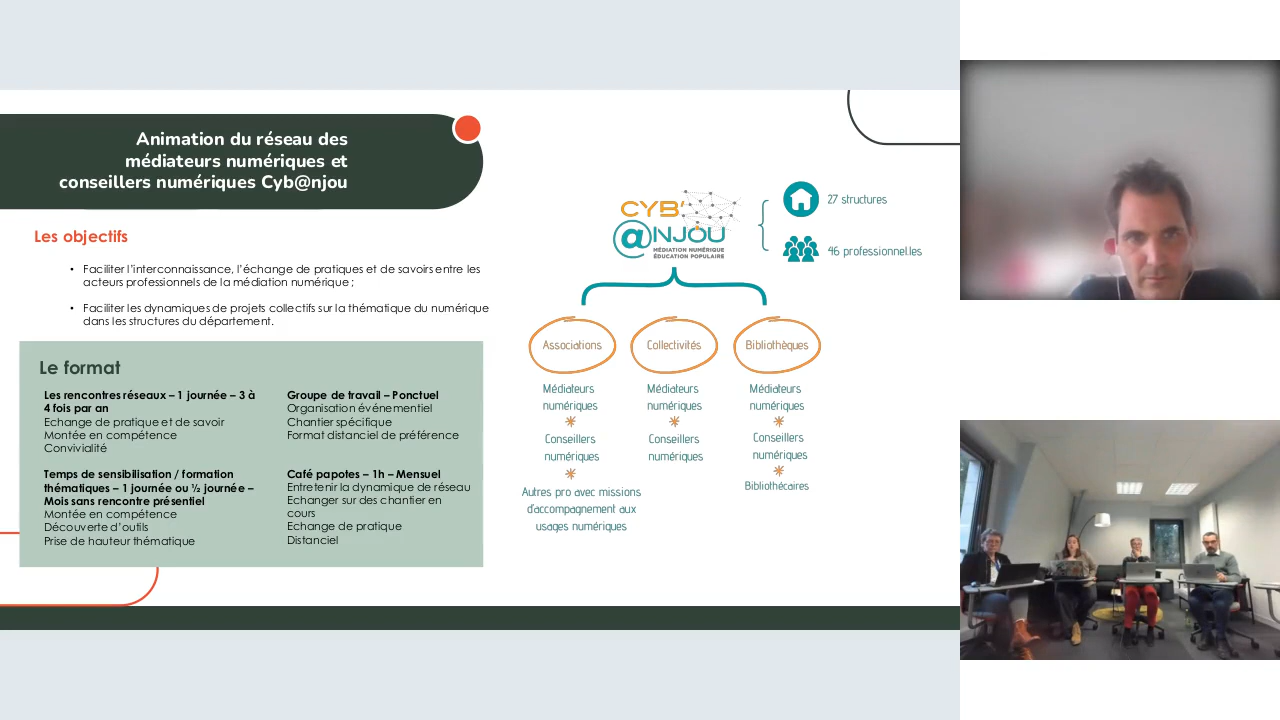 Animation du réseau des
médiateurs numériques et
conseillers numériques Cyb@njou
Les objectifs
• Faciliter l'interconnaissance, l'échange de pratiques et de savoirs entre les
acteurs professionnels de la médiation numérique ;
• Faciliter les dynamiques de projets collectifs sur la thématique du numérique
dans les structures du département.
Le format
Les rencontres réseaux – 1 journée – 3 à
4 fois par an
Echange de pratique et de savoir
Montée en compétence
Convivialité
Temps de sensibilisation / formation
thématiques – 1 journée ou ½ journée –
Mois sans rencontre présentiel
Montée en compétence
Découverte d'outils
Prise de hauteur thématique
Groupe de travail – Ponctuel
Organisation événementiel
Chantier spécifique
Format distanciel de préférence
Café papotes – 1h – Mensuel
Entretenir la dynamique de réseau
Echanger sur des chantier en
cours
Echange de pratique
Distanciel
CYB'
@NJOU
MÉDIATION NUMÉRIQUE
ÉDUCATION POPULAIRE
27 structures
46 professionnel.les
Associations
Médiateurs
numériques
Conseillers
numériques
Autres pro avec missions
d'accompagnement aux
usages numériques
Collectivités
Médiateurs
numériques
Conseillers
numériques
Bibliothèques
Médiateurs
numériques
Conseillers
numériques
Bibliothécaires